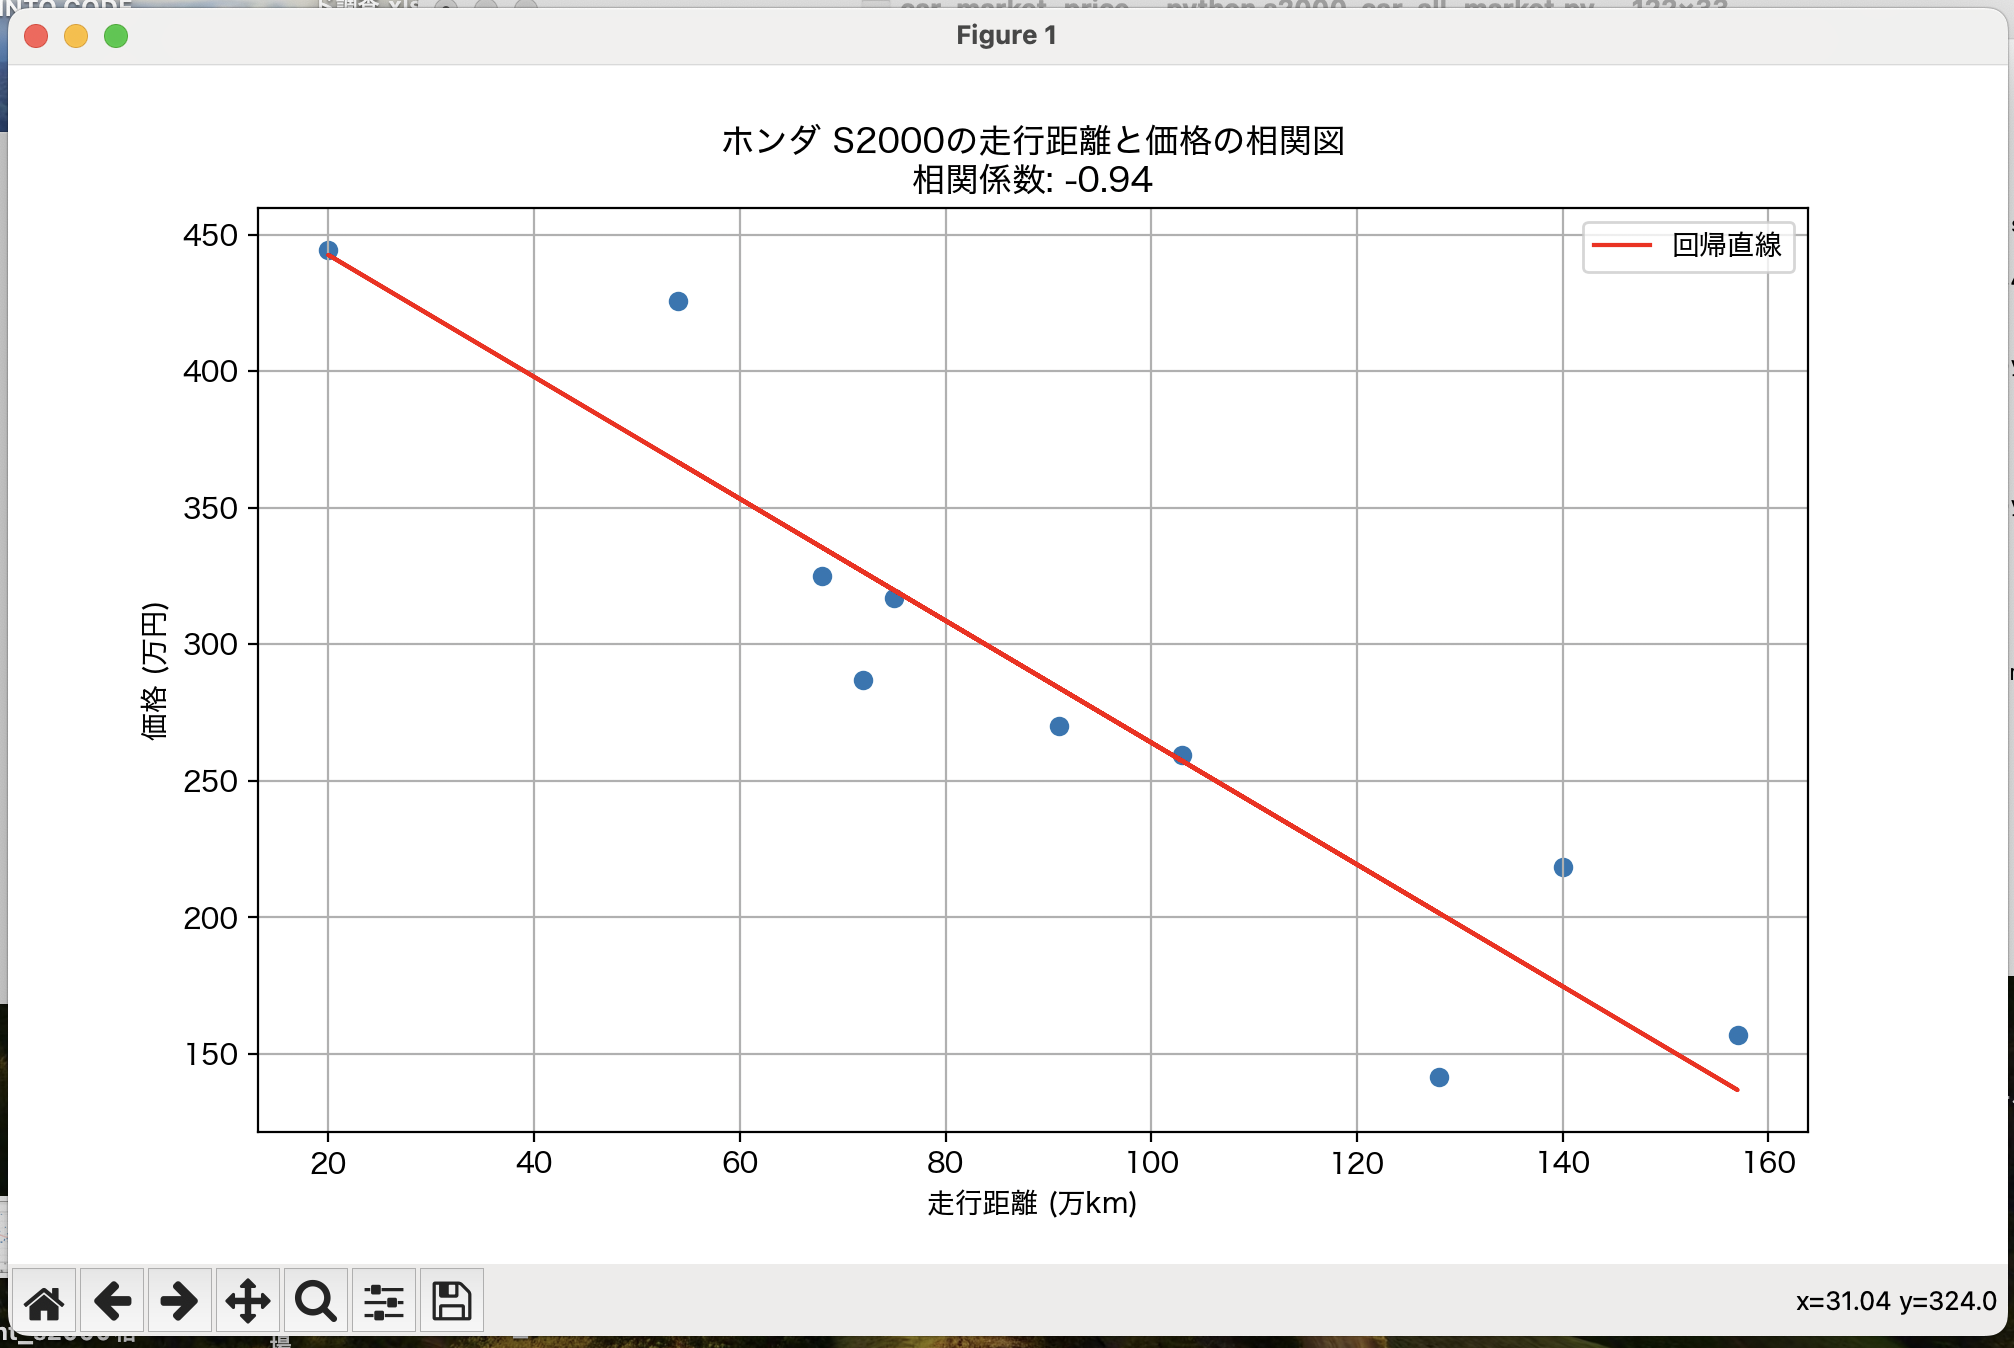 Figure 1
ホンダ S2000の走行距離と価格の相関図
相関係数: -0.94
回帰直線
450
400
350
300
250
200
150
価格 (万円)
20 40 60 80 100 120 140 160
走行距離 (万km)
x=31.04 y=324.0